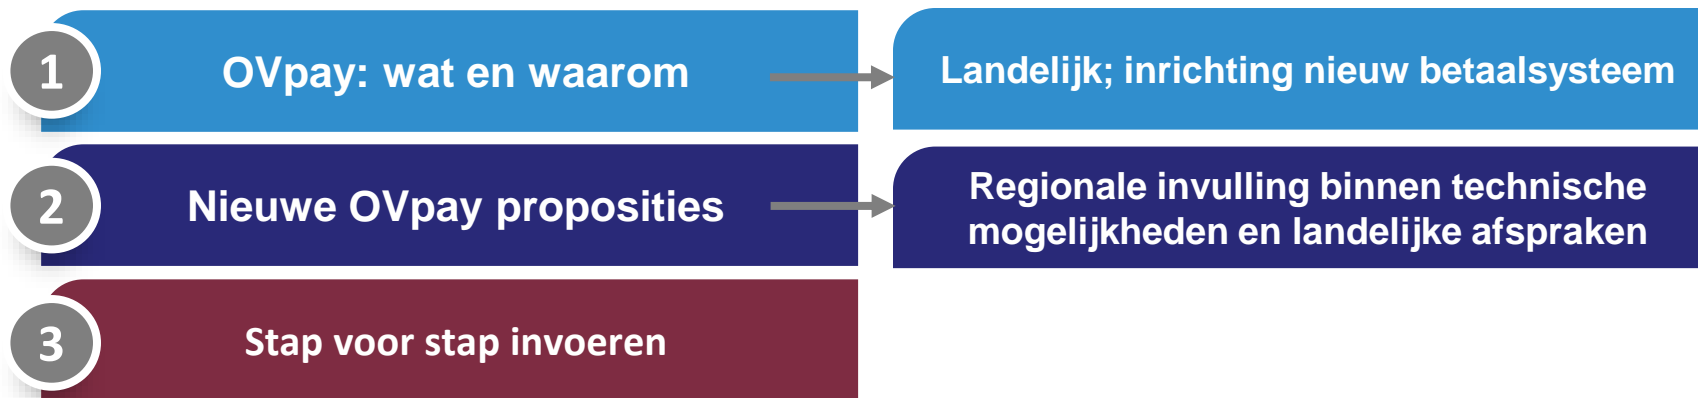 1
OVpay: wat en waarom
Landelijk; inrichting nieuw betaalsysteem
2
Nieuwe OVpay proposities
Regionale invulling binnen technische
mogelijkheden en landelijke afspraken
3
Stap voor stap invoeren